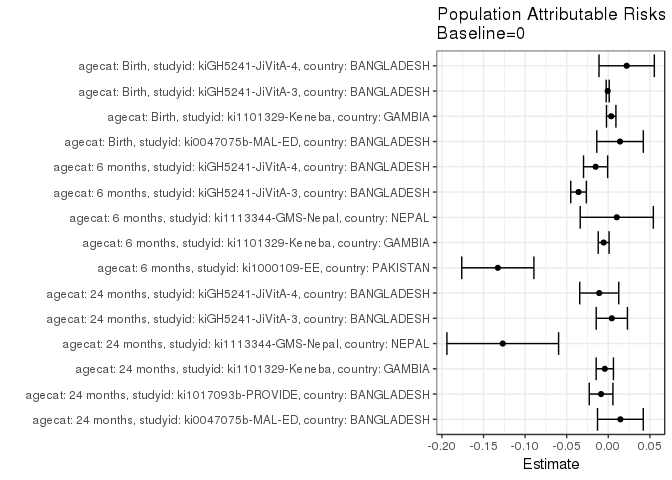 Population Attributable Risks
Baseline=0
agecat: Birth, studyid: kiGH5241-JiVitA-4, country: BANGLADESH
agecat: Birth, studyid: kiGH5241-JiVitA-3, country: BANGLADESH
agecat: Birth, studyid: ki1101329-Keneba, country: GAMBIA
agecat: Birth, studyid: ki0047075b-MAL-ED, country: BANGLADESH
agecat: 6 months, studyid: kiGH5241-JiVitA-4, country: BANGLADESH
agecat: 6 months, studyid: kiGH5241-JiVitA-3, country: BANGLADESH
agecat: 6 months, studyid: ki1113344-GMS-Nepal, country: NEPAL
agecat: 6 months, studyid: ki1101329-Keneba, country: GAMBIA
agecat: 6 months, studyid: ki1000109-EE, country: PAKISTAN
agecat: 24 months, studyid: kiGH5241-JiVitA-4, country: BANGLADESH
agecat: 24 months, studyid: kiGH5241-JiVitA-3, country: BANGLADESH
agecat: 24 months, studyid: ki1113344-GMS-Nepal, country: NEPAL
agecat: 24 months, studyid: ki1101329-Keneba, country: GAMBIA
agecat: 24 months, studyid: ki1017093b-PROVIDE, country: BANGLADESH
agecat: 24 months, studyid: ki0047075b-MAL-ED, country: BANGLADESH
-0.20 -0.15 -0.10 -0.05 0.00 0.05
Estimate